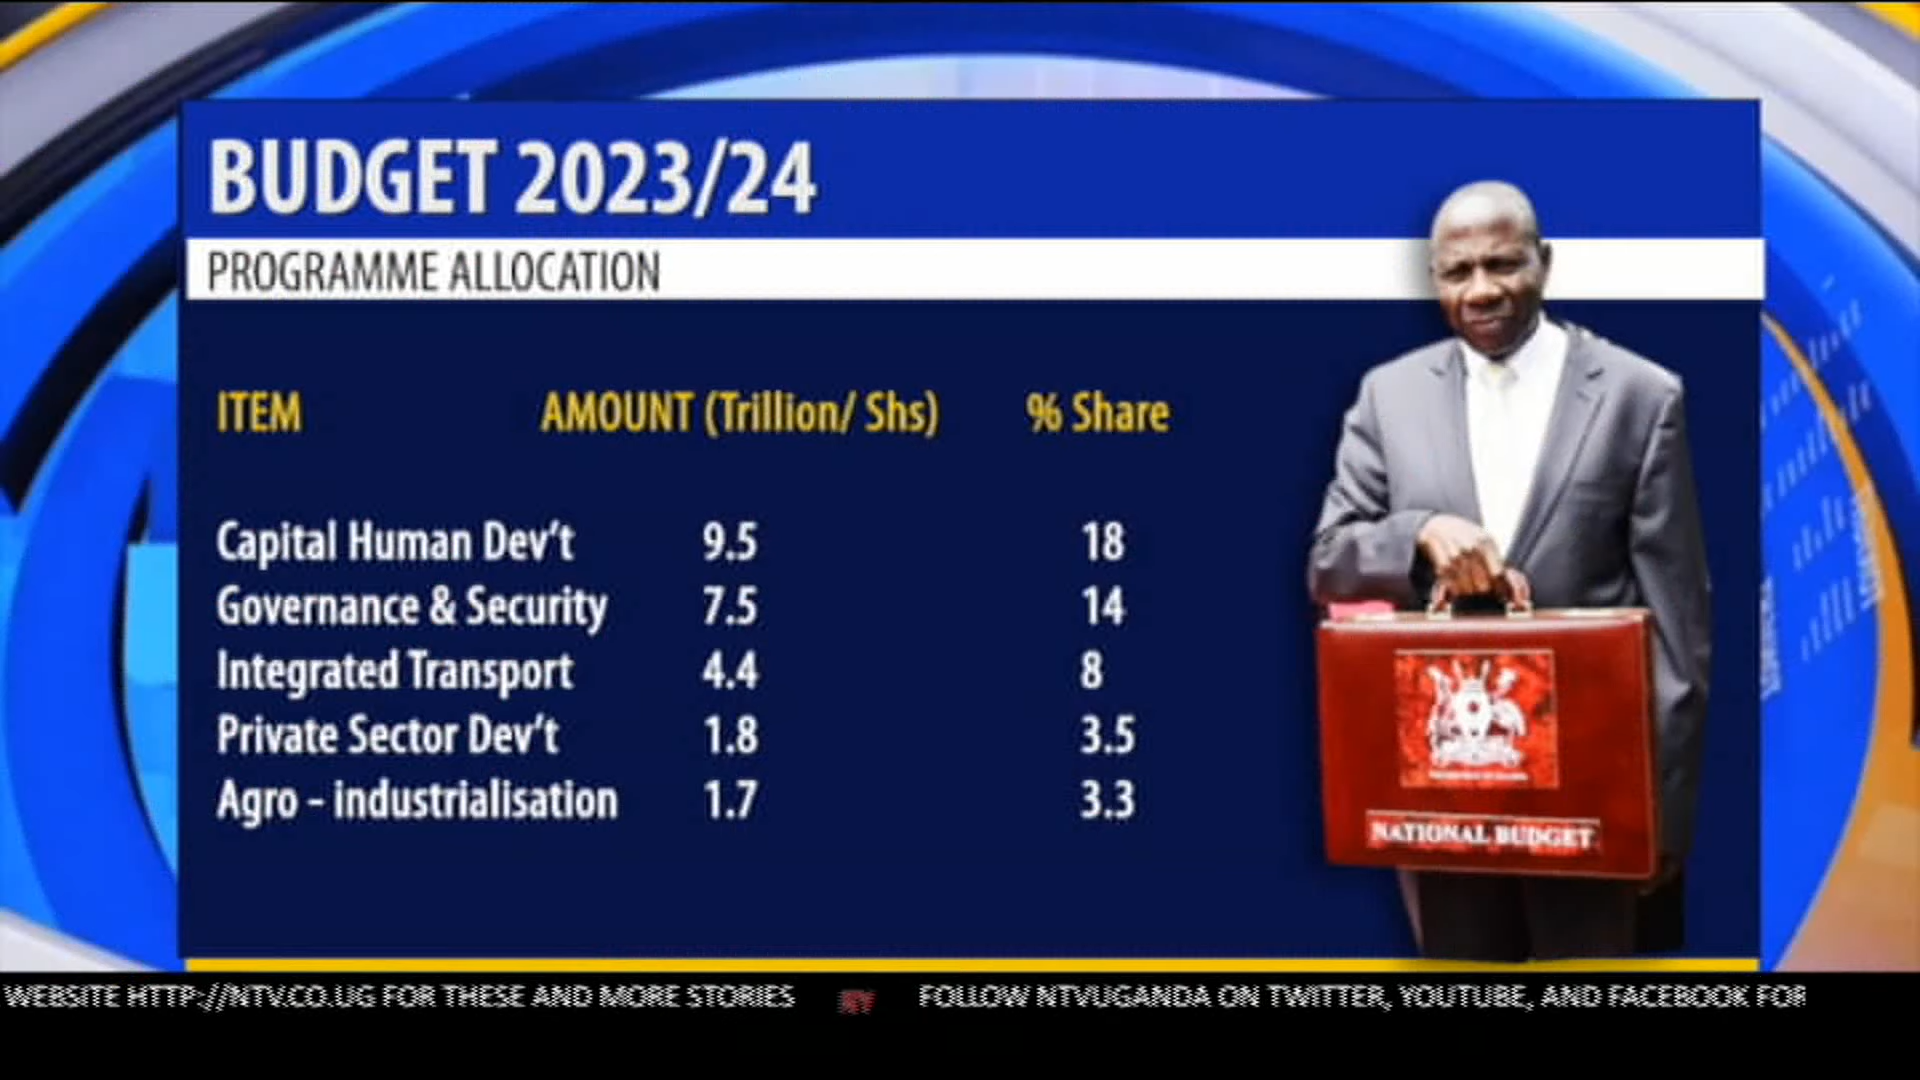 BUDGET 2023/24
PROGRAMME ALLOCATION
ITEM AMOUNT (Trillion/ Shs) % Share
Capital Human Dev't 9.5 18
Governance & Security 7.5 14
Integrated Transport 4.4 8
Private Sector Dev't 1.8 3.5
Agro - industrialisation 1.7 3.3
NATIONAL BUDGET
WEBSITE HTTP://NTV.CO.UG FOR THESE AND MORE STORIES FOLLOW NTVUGANDA ON TWITTER, YOUTUBE, AND FACEBOOK FOR